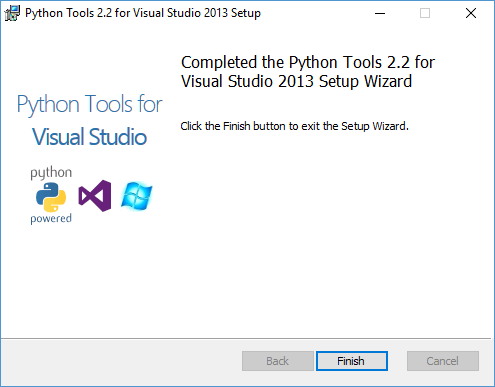 Python Tools 2.2 for Visual Studio 2013 Setup
Completed the Python Tools 2.2 for
Visual Studio 2013 Setup Wizard
Python Tools for
Visual Studio
Click the Finish button to exit the Setup Wizard.
python
powered
Back
Finish
Cancel